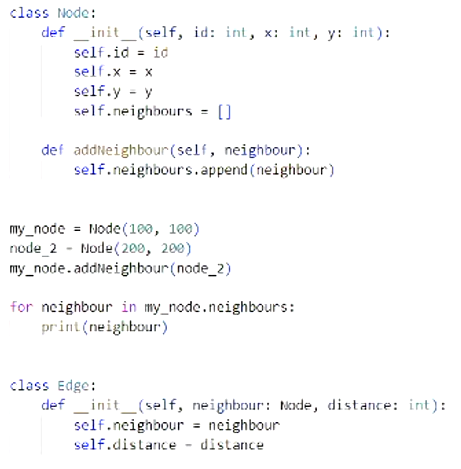 class Node:
    def __init__(self, id: int, x: int, y: int):
        self.id = id
        self.x = x
        self.y = y
        self.neighbours = []

    def addNeighbour(self, neighbour):
        self.neighbours.append(neighbour)


my_node = Node(100, 100)
node_2 = Node(200, 200)
my_node.addNeighbour(node_2)

for neighbour in my_node.neighbours:
    print(neighbour)


class Edge:
    def __init__(self, neighbour: Node, distance: int):
        self.neighbour = neighbour
        self.distance = distance